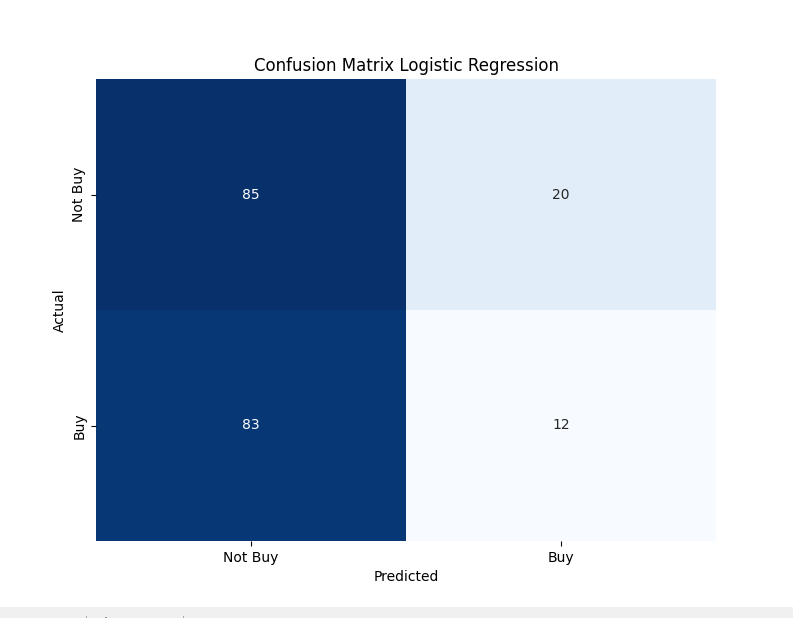 Confusion Matrix Logistic Regression
Not Buy
85
20
Actual
Buy
83
12
Not Buy
Buy
Predicted